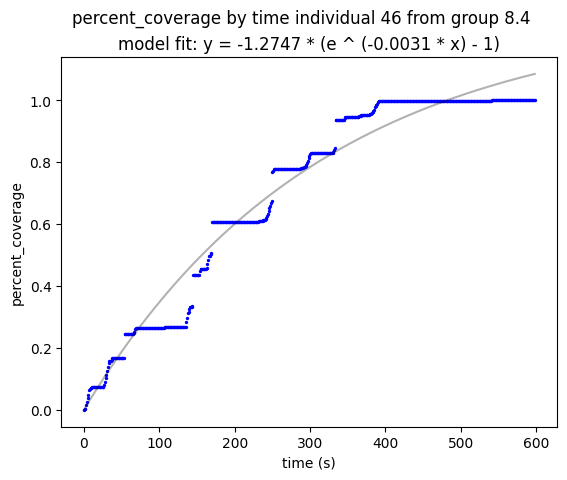 percent_coverage by time individual 46 from group 8.4
model fit: y = -1.2747 * (e ^ (-0.0031 * x) - 1)
1.0
0.8
0.6
0.4
0.2
0.0
percent_coverage
0 100 200 300 400 500 600
time (s)